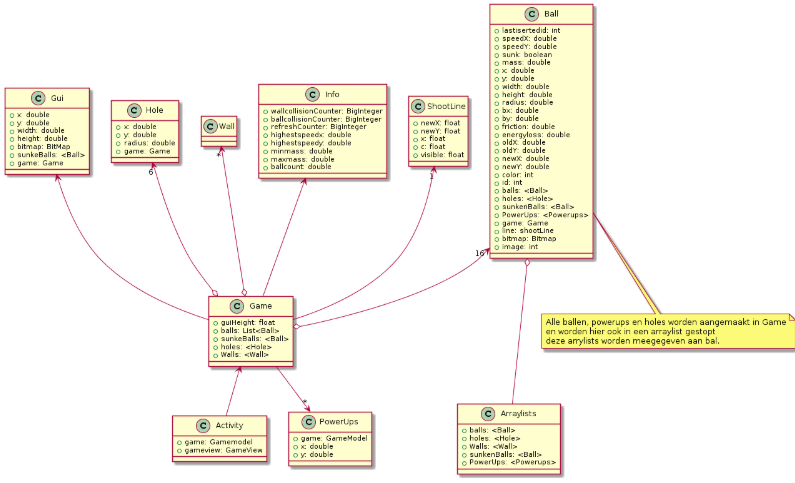 C Ball
lastisertedid: int
speedX: double
speedY: double
sunk: boolean
mass: double
x: double
y: double
width: double
height: double
radius: double
bx: double
by: double
friction: double
energyloss: double
oldX: double
oldY: double
newX: double
newY: double
color: int
id: int
balls: <Ball>
holes: <Hole>
sunkenBalls: <Ball>
PowerUps: <Powerups>
game: Game
line: shootLine
bitmap: Bitmap
image: int
C Gui
x: double
y: double
width: double
height: double
bitmap: BitMap
sunkeBalls: <Ball>
game: Game
C Hole
x: double
y: double
radius: double
game: Game
6
C Wall
*
C Info
wallcollisionCounter: BigInteger
ballcollisionCounter: BigInteger
refreshCounter: BigInteger
highestspeedx: double
highestspeedy: double
minmass: double
maxmass: double
ballcount: double
C ShootLine
newX: float
newY: float
x: float
c: float
visible: float
1
16
C Game
guiHeight: float
balls: List<Ball>
sunkeBalls: <Ball>
holes: <Hole>
Walls: <Wall>
Alle ballen, powerups en holes worden aangemaakt in Game
en worden hier ook in een arraylist gestopt
deze arrylists worden meegegeven aan bal.
*
C Activity
game: Gamemodel
gameview: GameView
C PowerUps
game: GameModel
x: double
y: double
C Arraylists
balls: <Ball>
holes: <Hole>
Walls: <Wall>
sunkenBalls: <Ball>
PowerUps: <Powerups>